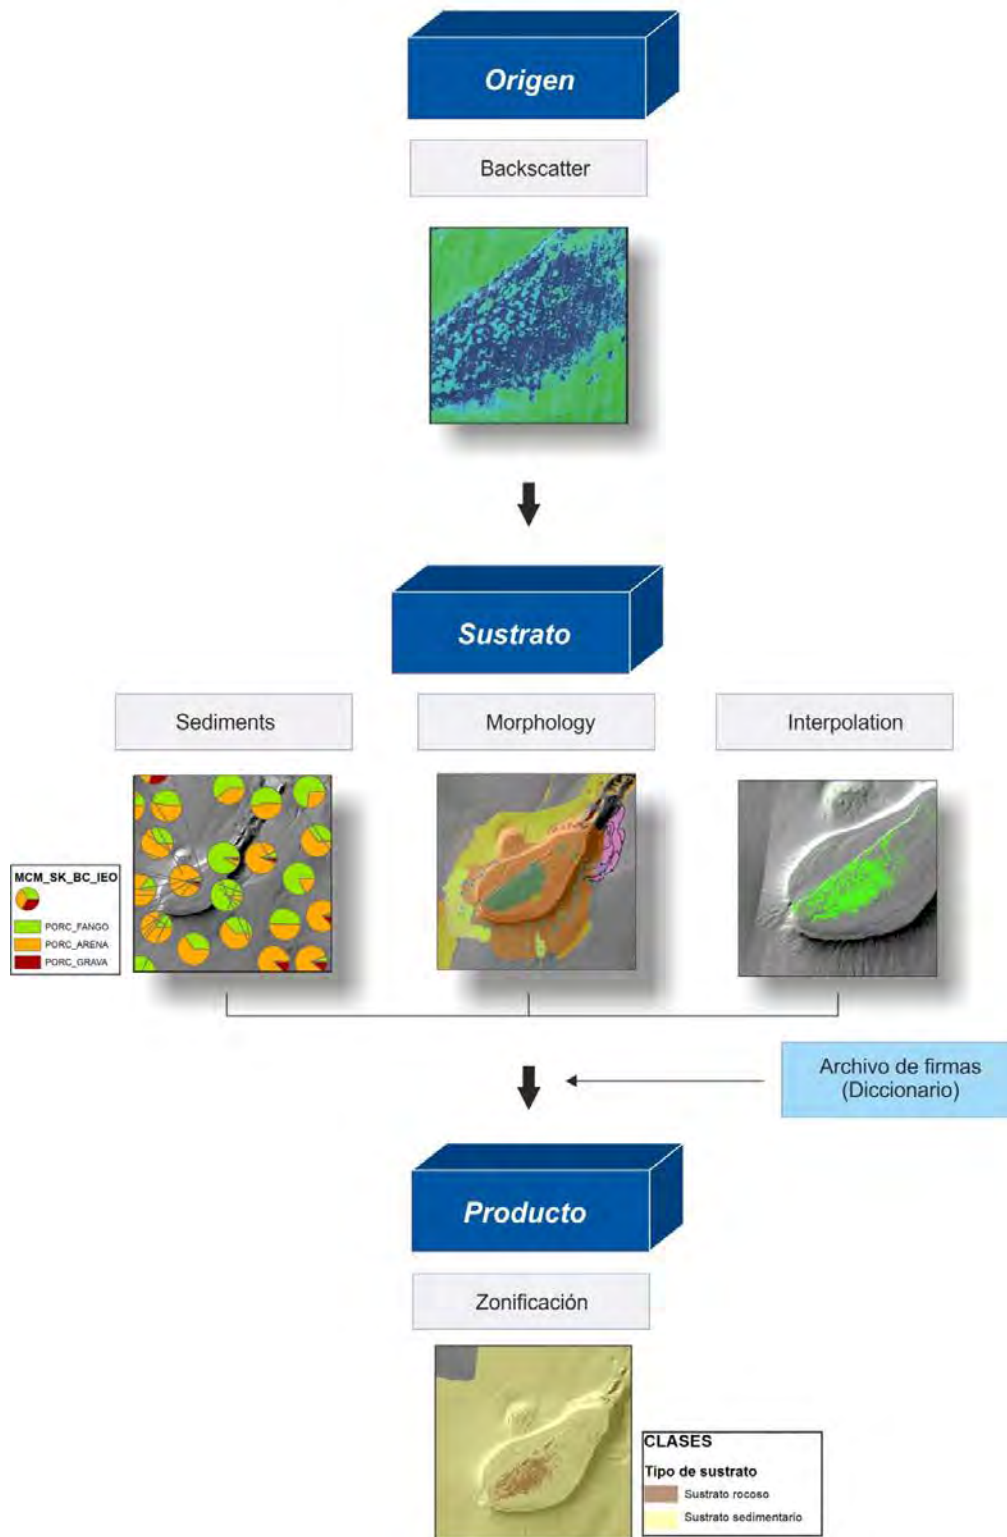 Origen
Backscatter
Sustrato
Sediments
Morphology
Interpolation
MCM_SK_BC_IEO
PORC_FANGO
PORC_ARENA
PORC_GRAVA
Archivo de firmas
(Diccionario)
Producto
Zonificación
CLASES
Tipo de sustrato
Sustrato rocoso
Sustrato sedimentario